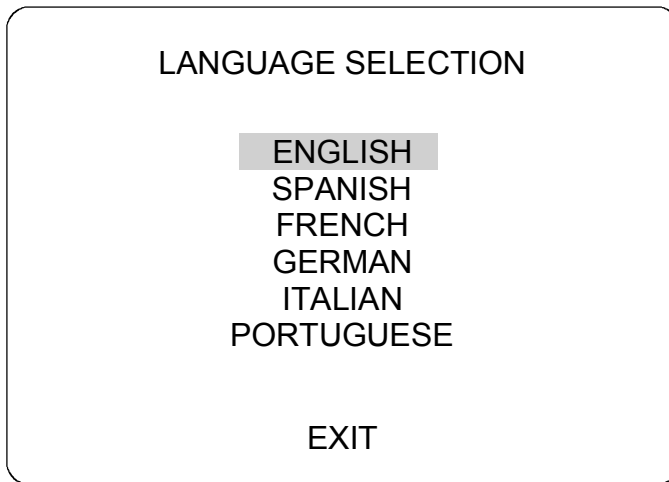 LANGUAGE SELECTION
ENGLISH
SPANISH
FRENCH
GERMAN
ITALIAN
PORTUGUESE
EXIT